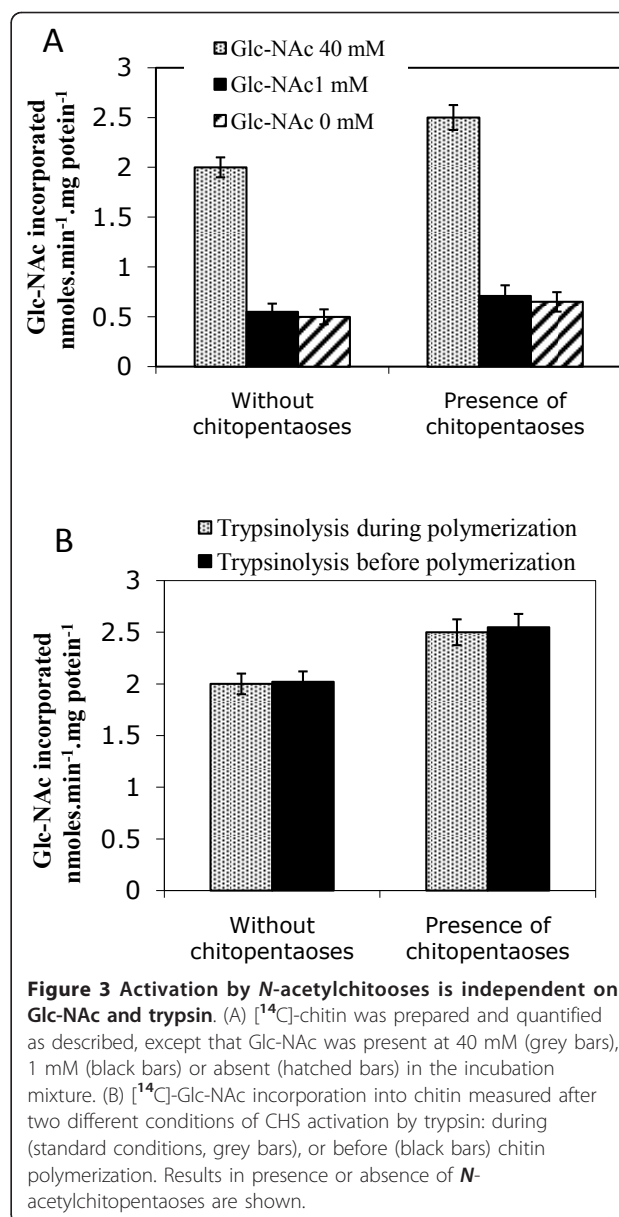 A
Glc-NAc 40 mM
Glc-NAc1 mM
Glc-NAc 0 mM
3
2.5
2
1.5
1
0.5
0
Glc-NAc incorporated
nmoles.min⁻¹.mg potein⁻¹
Without
chitopentaoses
Presence of
chitopentaoses
B
Trypsinolysis during polymerization
Trypsinolysis before polymerization
3
2.5
2
1.5
1
0.5
0
Glc-NAc incorporated
nmoles.min⁻¹.mg potein⁻¹
Without
chitopentaoses
Presence of
chitopentaoses
Figure 3 Activation by N-acetylchitooses is independent on
Glc-NAc and trypsin. (A) [¹⁴C]-chitin was prepared and quantified
as described, except that Glc-NAc was present at 40 mM (grey bars),
1 mM (black bars) or absent (hatched bars) in the incubation
mixture. (B) [¹⁴C]-Glc-NAc incorporation into chitin measured after
two different conditions of CHS activation by trypsin: during
(standard conditions, grey bars), or before (black bars) chitin
polymerization. Results in presence or absence of N-
acetylchitopentaoses are shown.